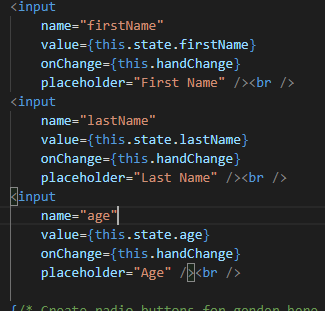 <input
name="firstName"
value={this.state.firstName}
onChange={this.handChange}
placeholder="First Name" /><br />
<input
name="lastName"
value={this.state.lastName}
onChange={this.handChange}
placeholder="Last Name" /><br />
<input
name="age"
value={this.state.age}
onChange={this.handChange}
placeholder="Age" /><br />
{/* Create radio buttons for gender here